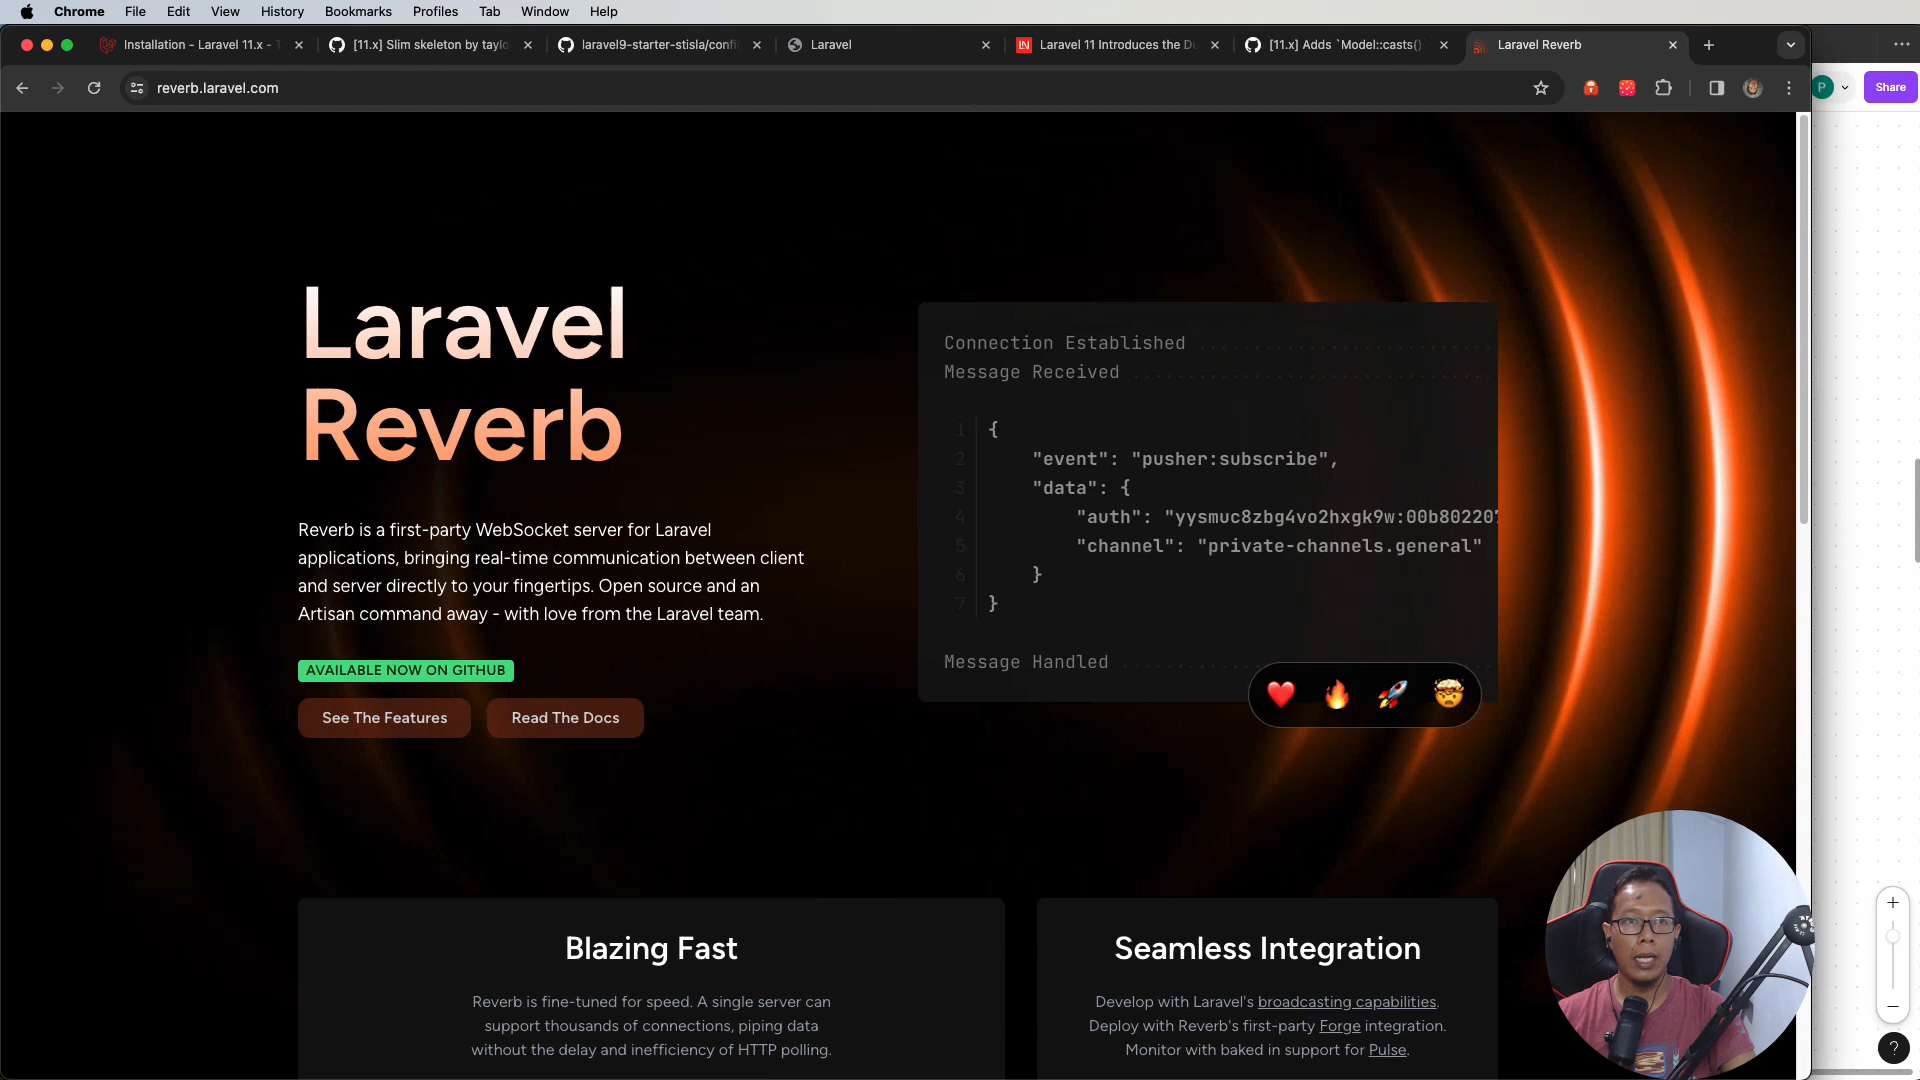 Chrome File Edit View History Bookmarks Profiles Tab Window Help
Installation - Laravel 11.x - T
[11.x] Slim skeleton by taylo
laravel9-starter-stisla/confi
Laravel
Laravel 11 Introduces the Du
[11.x] Adds `Model::casts()`
Laravel Reverb
reverb.laravel.com
P
Share
Laravel
Reverb
Reverb is a first-party WebSocket server for Laravel
applications, bringing real-time communication between client
and server directly to your fingertips. Open source and an
Artisan command away - with love from the Laravel team.
AVAILABLE NOW ON GITHUB
See The Features
Read The Docs
Connection Established
Message Received
1 {
2 "event": "pusher:subscribe",
3 "data": {
4 "auth": "yysmuc8zbg4vo2hxgk9w:00b80220
5 "channel": "private-channels.general"
6 }
7 }
Message Handled
Blazing Fast
Reverb is fine-tuned for speed. A single server can
support thousands of connections, piping data
without the delay and inefficiency of HTTP polling.
Seamless Integration
Develop with Laravel's broadcasting capabilities.
Deploy with Reverb's first-party Forge integration.
Monitor with baked in support for Pulse.
?